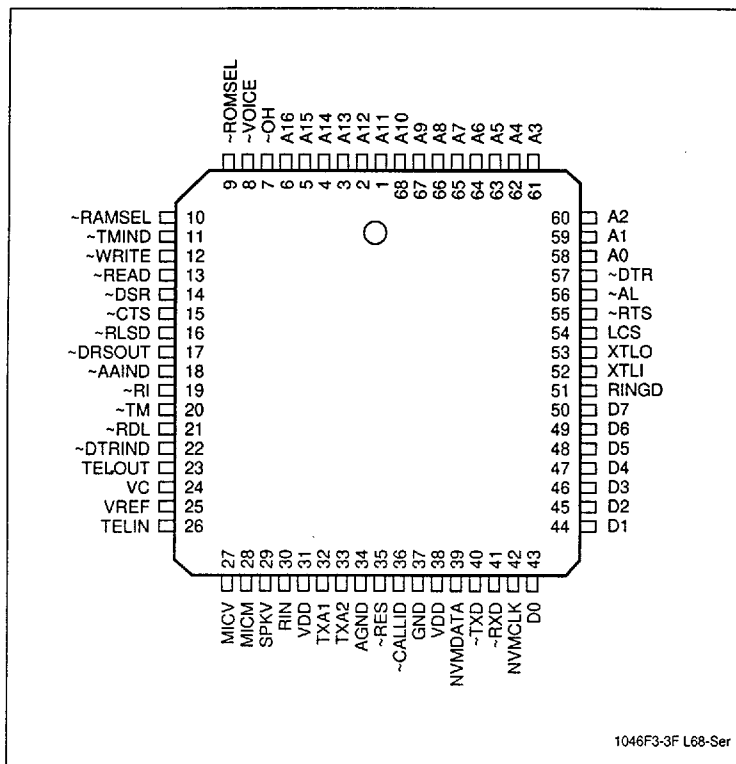 ~ROMSEL ~VOICE ~OH A16 A15 A14 A13 A12 A11 A10 A9 A8 A7 A6 A5 A4 A3
9 8 7 6 5 4 3 2 1 68 67 66 65 64 63 62 61
~RAMSEL 10 60 A2
~TMIND 11 59 A1
~WRITE 12 58 A0
~READ 13 57 ~DTR
~DSR 14 56 ~AL
~CTS 15 55 ~RTS
~RLSD 16 54 LCS
~DRSOUT 17 53 XTLO
~AAIND 18 52 XTLI
~RI 19 51 RINGD
~TM 20 50 D7
~RDL 21 49 D6
~DTRIND 22 48 D5
TELOUT 23 47 D4
VC 24 46 D3
VREF 25 45 D2
TELIN 26 44 D1
27 28 29 30 31 32 33 34 35 36 37 38 39 40 41 42 43
MICV MICM SPKV RIN VDD TXA1 TXA2 AGND ~RES ~CALLID GND VDD NVMDATA ~TXD ~RXD NVMCLK D0
1046F3-3F L68-Ser